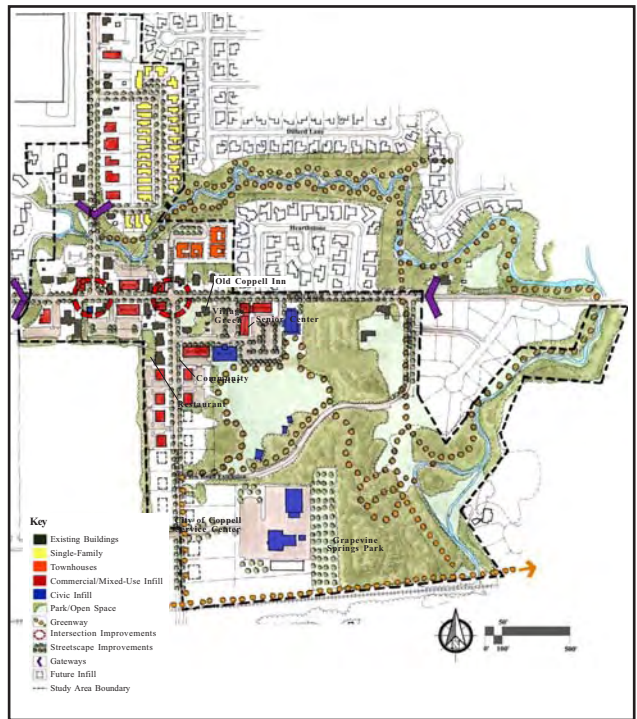 Dillard Lane
Hearthstone
Old Coppell Inn
Village
Green
Senior Center
Community
Center
Restaurant
City of Coppell
Service Center
Grapevine
Springs Park
Key
Existing Buildings
Single-Family
Townhouses
Commercial/Mixed-Use Infill
Civic Infill
Park/Open Space
Greenway
Intersection Improvements
Streetscape Improvements
Gateways
Future Infill
Study Area Boundary
50'
0' 100' 500'